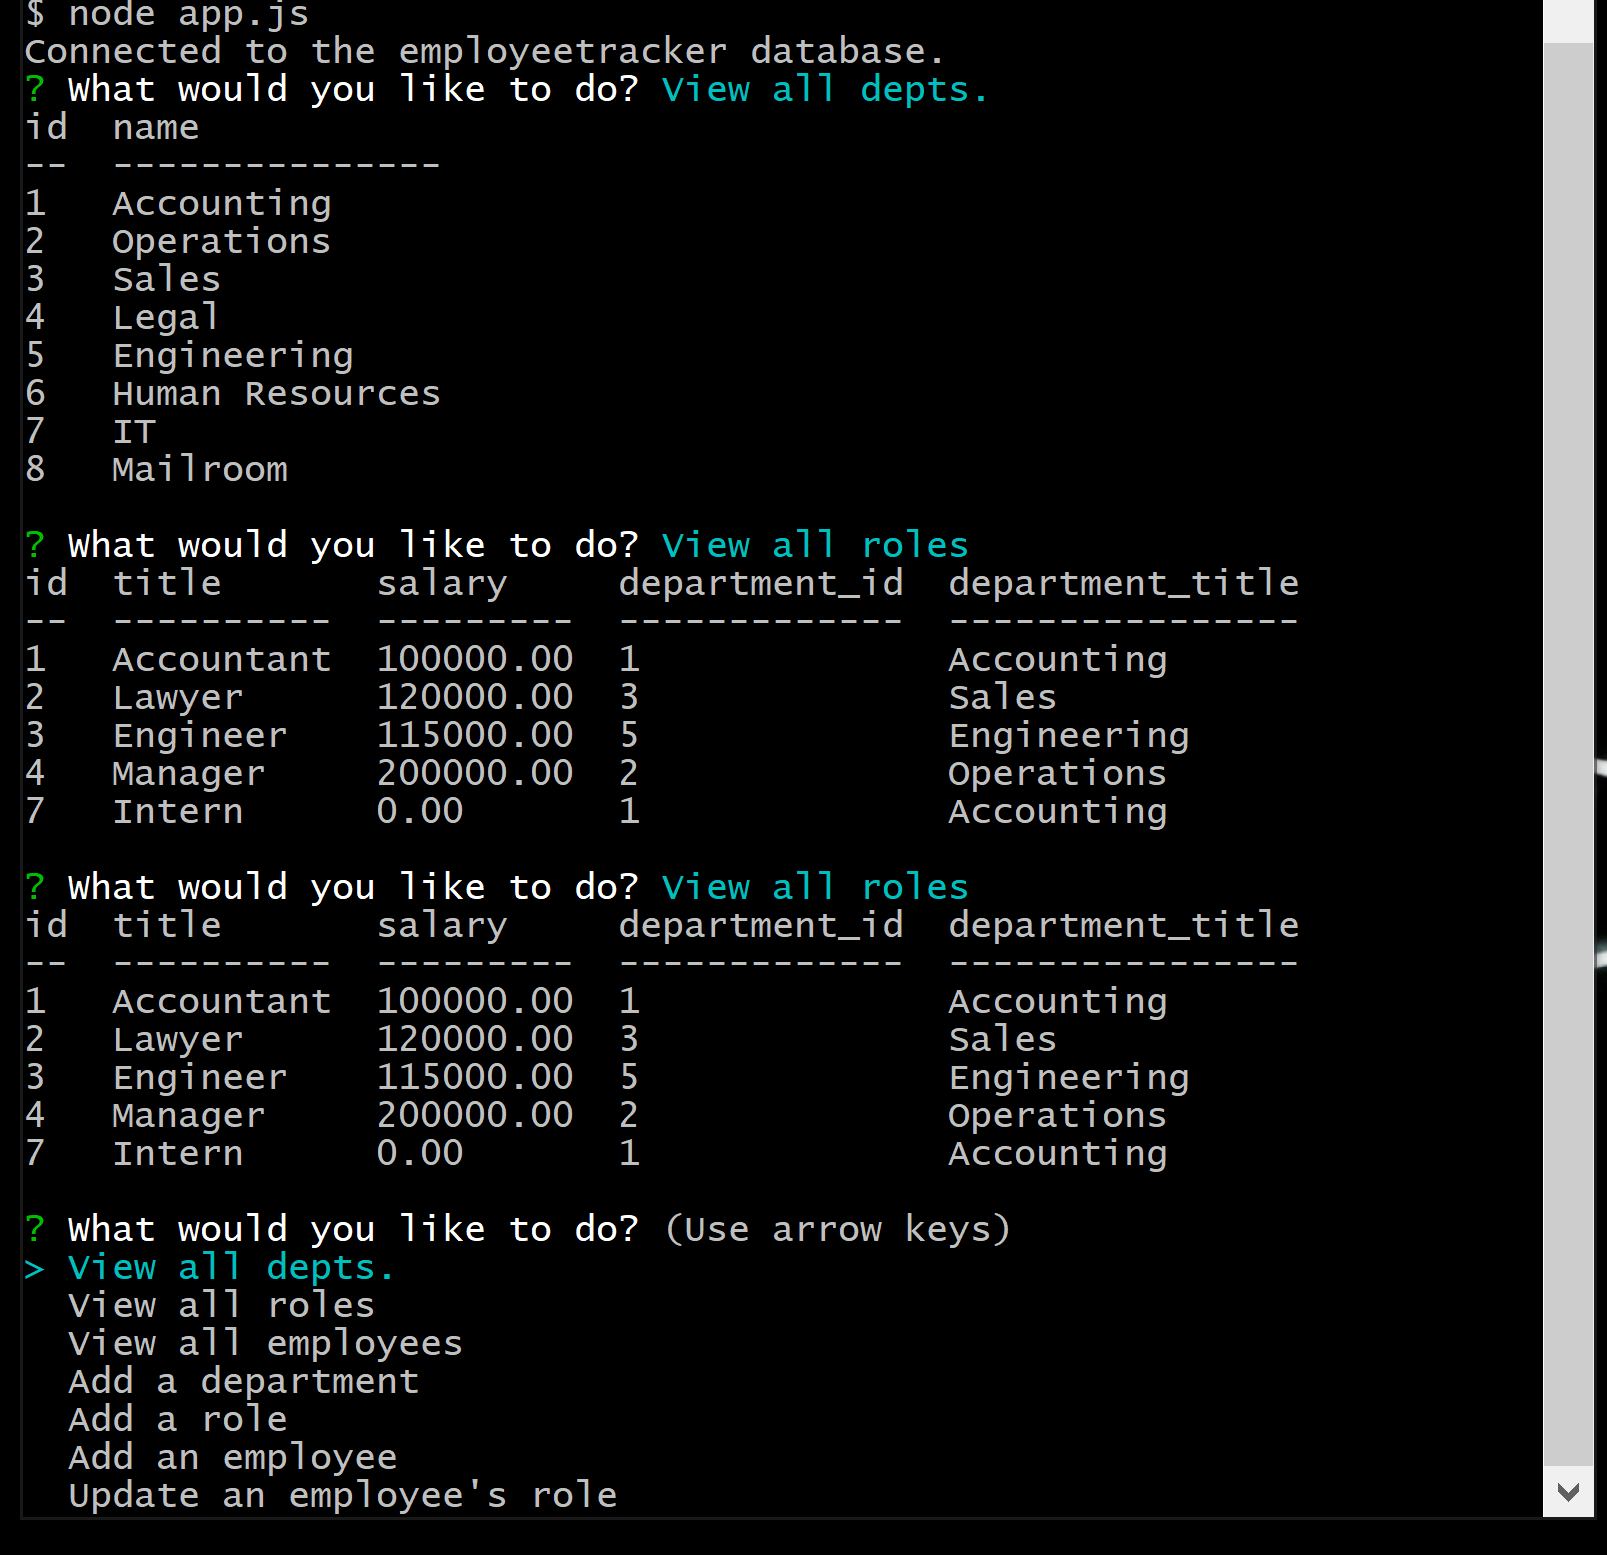 $ node app.js
Connected to the employeetracker database.
? What would you like to do? View all depts.
id  name
--  ---------------
1   Accounting
2   Operations
3   Sales
4   Legal
5   Engineering
6   Human Resources
7   IT
8   Mailroom

? What would you like to do? View all roles
id  title       salary     department_id  department_title
--  ----------  ---------  -------------  ----------------
1   Accountant  100000.00  1              Accounting
2   Lawyer      120000.00  3              Sales
3   Engineer    115000.00  5              Engineering
4   Manager     200000.00  2              Operations
7   Intern      0.00       1              Accounting

? What would you like to do? View all roles
id  title       salary     department_id  department_title
--  ----------  ---------  -------------  ----------------
1   Accountant  100000.00  1              Accounting
2   Lawyer      120000.00  3              Sales
3   Engineer    115000.00  5              Engineering
4   Manager     200000.00  2              Operations
7   Intern      0.00       1              Accounting

? What would you like to do? (Use arrow keys)
> View all depts.
  View all roles
  View all employees
  Add a department
  Add a role
  Add an employee
  Update an employee's role